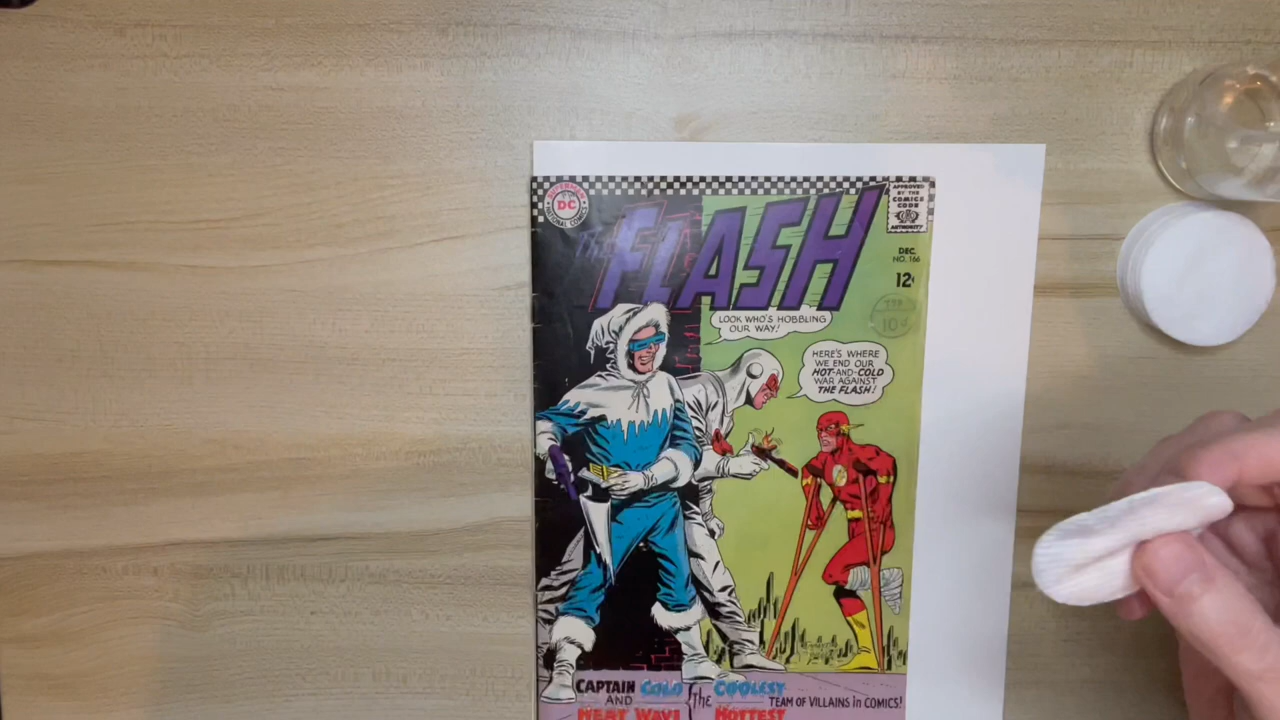 SUPERMAN
DC
NATIONAL COMICS
The FLASH
APPROVED
BY THE
COMICS
CODE
AUTHORITY
DEC.
NO. 166
12¢
10d
LOOK WHO'S HOBBLING
OUR WAY!
HERE'S WHERE
WE END OUR
HOT-AND-COLD
WAR AGAINST
THE FLASH!
CAPTAIN COLD
AND
HEAT WAVE
THE
COOLEST
HOTTEST
TEAM OF VILLAINS in COMICS!